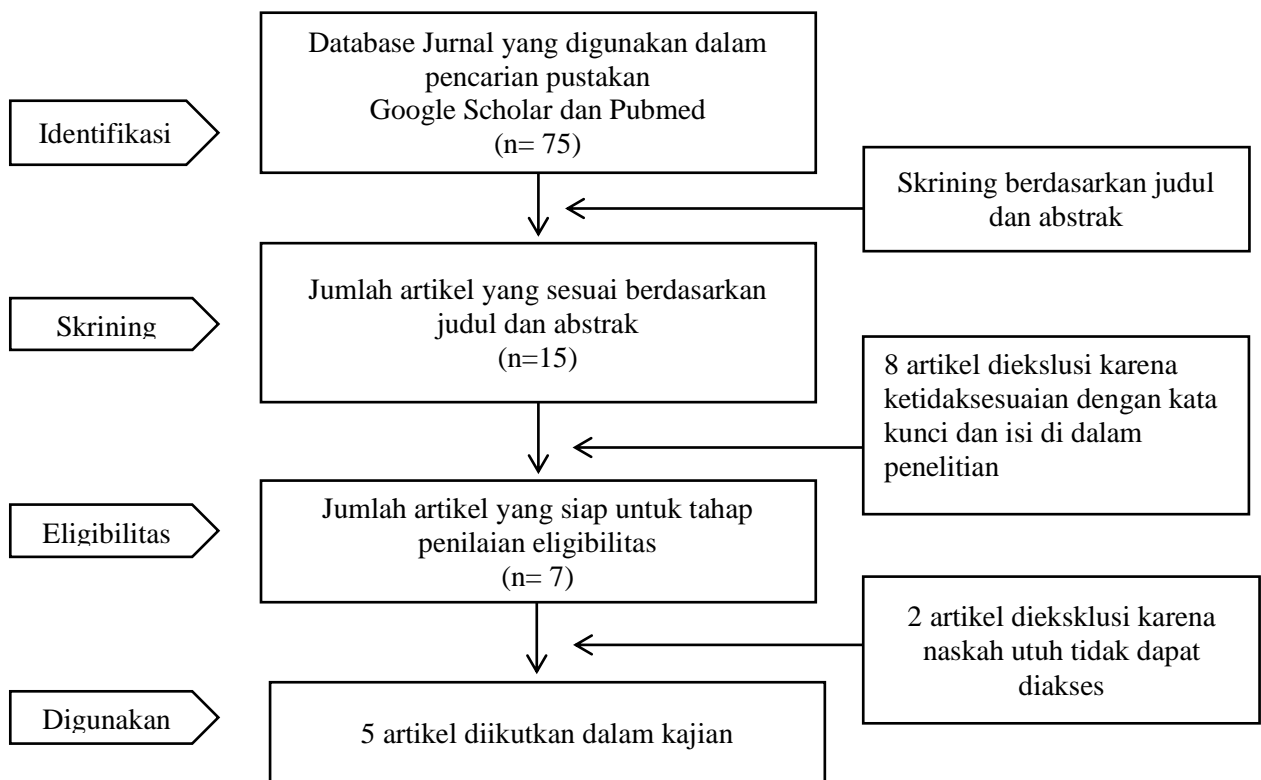 Database Jurnal yang digunakan dalam
pencarian pustakan
Google Scholar dan Pubmed
(n= 75)
Identifikasi
Skrining berdasarkan judul
dan abstrak
Jumlah artikel yang sesuai berdasarkan
judul dan abstrak
(n=15)
Skrining
8 artikel diekslusi karena
ketidaksesuaian dengan kata
kunci dan isi di dalam
penelitian
Jumlah artikel yang siap untuk tahap
penilaian eligibilitas
(n= 7)
Eligibilitas
2 artikel dieksklusi karena
naskah utuh tidak dapat
diakses
Digunakan
5 artikel diikutkan dalam kajian